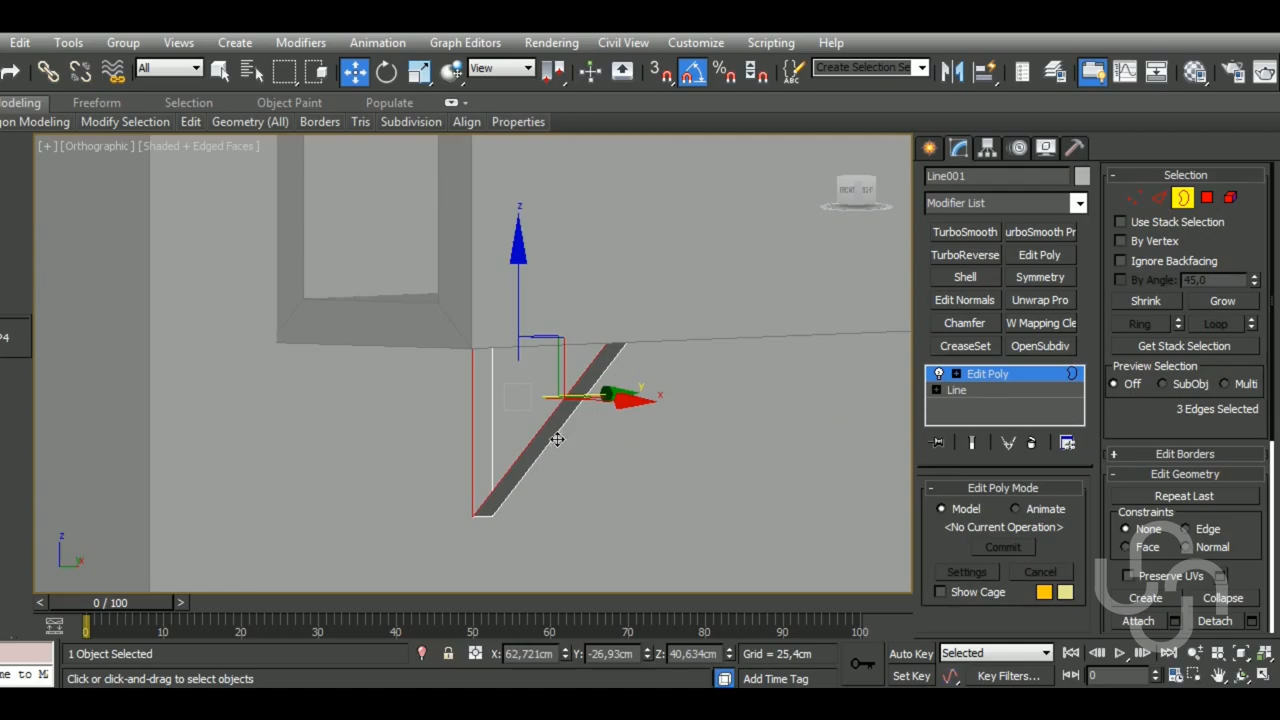 Edit Tools Group Views Create Modifiers Animation Graph Editors Rendering Civil View Customize Scripting Help
All View 3 Create Selection Se
odeling Freeform Selection Object Paint Populate
gon Modeling Modify Selection Edit Geometry (All) Borders Tris Subdivision Align Properties
[+] [Orthographic] [Shaded + Edged Faces]
FRONT
z
y
x
P4
z
Line001
Modifier List
TurboSmooth urboSmooth Pr
TurboReverse Edit Poly
Shell Symmetry
Edit Normals Unwrap Pro
Chamfer W Mapping Cle
CreaseSet OpenSubdiv
Edit Poly
Line
- Edit Poly Mode
Model Animate
<No Current Operation>
Commit
Settings Cancel
Show Cage
- Selection
Use Stack Selection
By Vertex
Ignore Backfacing
By Angle: 45,0
Shrink Grow
Ring Loop
Get Stack Selection
Preview Selection
Off SubObj Multi
3 Edges Selected
+ Edit Borders
- Edit Geometry
Repeat Last
Constraints
None Edge
Face Normal
Preserve UVs
Create Collapse
Attach Detach
< 0 / 100 >
0 10 20 30 40 50 60 70 80 90 100
1 Object Selected X: 62,721cm Y: -26,93cm Z: 40,634cm Grid = 25,4cm Auto Key Selected
me to M Click or click-and-drag to select objects Add Time Tag Set Key Key Filters... 0